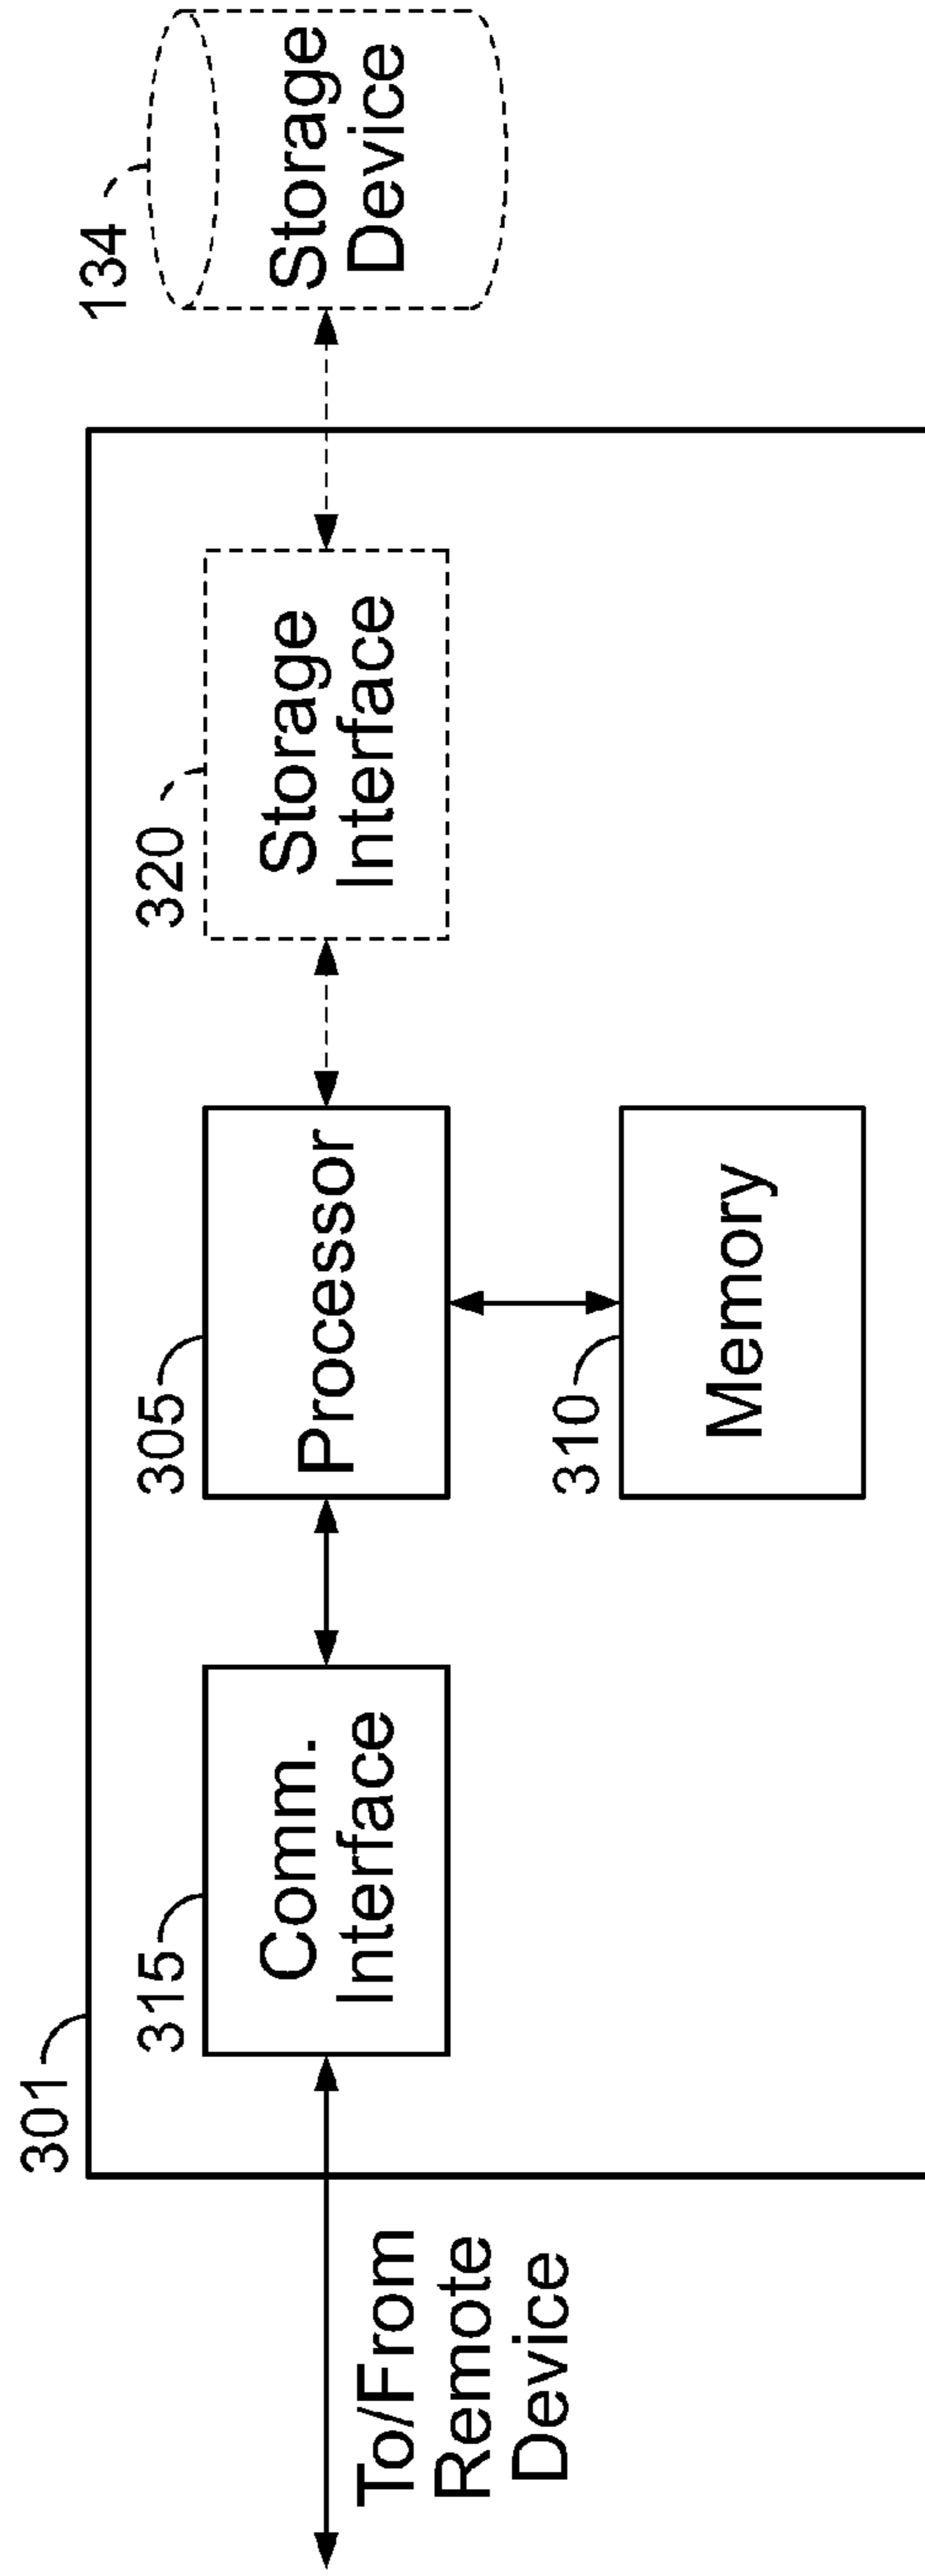 301
315
Comm.
Interface
305
Processor
320
Storage
Interface
134
Storage
Device
To/From
Remote
Device
310
Memory